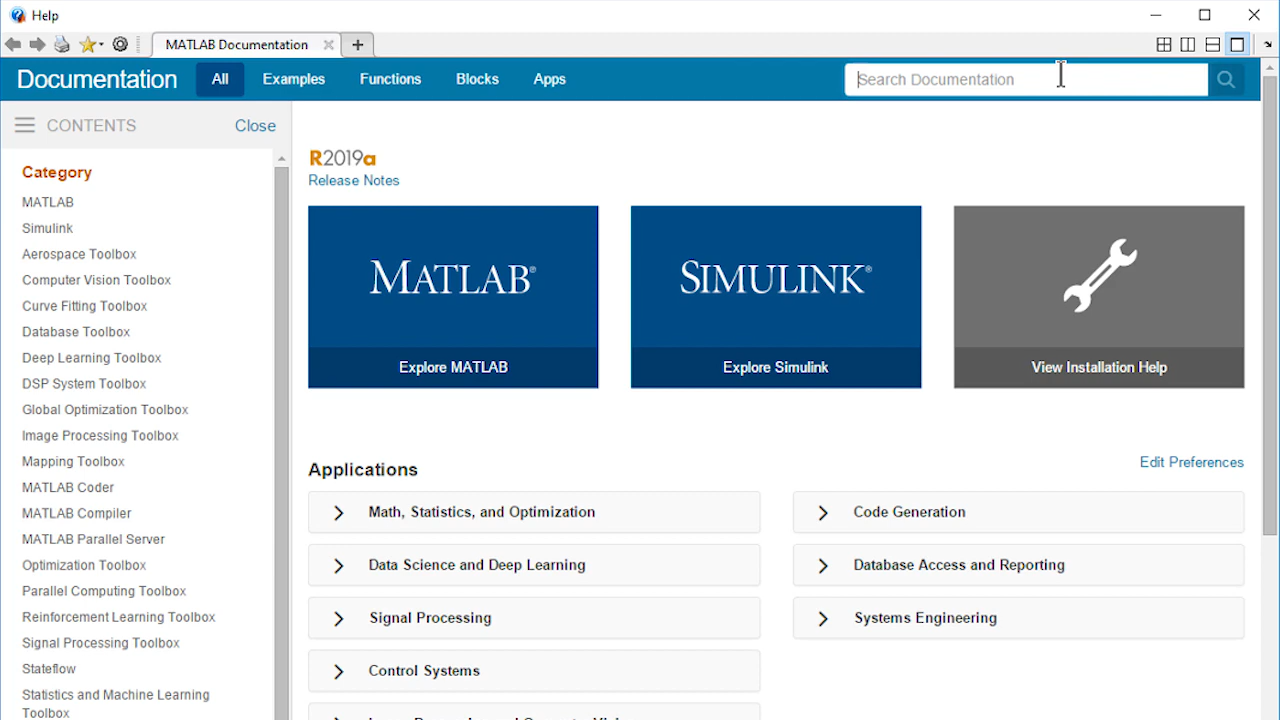 Help
MATLAB Documentation
Documentation
All
Examples
Functions
Blocks
Apps
Search Documentation
CONTENTS
Close
Category
MATLAB
Simulink
Aerospace Toolbox
Computer Vision Toolbox
Curve Fitting Toolbox
Database Toolbox
Deep Learning Toolbox
DSP System Toolbox
Global Optimization Toolbox
Image Processing Toolbox
Mapping Toolbox
MATLAB Coder
MATLAB Compiler
MATLAB Parallel Server
Optimization Toolbox
Parallel Computing Toolbox
Reinforcement Learning Toolbox
Signal Processing Toolbox
Stateflow
Statistics and Machine Learning
Toolbox
R2019a
Release Notes
MATLAB®
Explore MATLAB
SIMULINK®
Explore Simulink
View Installation Help
Applications
Edit Preferences
Math, Statistics, and Optimization
Data Science and Deep Learning
Signal Processing
Control Systems
Code Generation
Database Access and Reporting
Systems Engineering